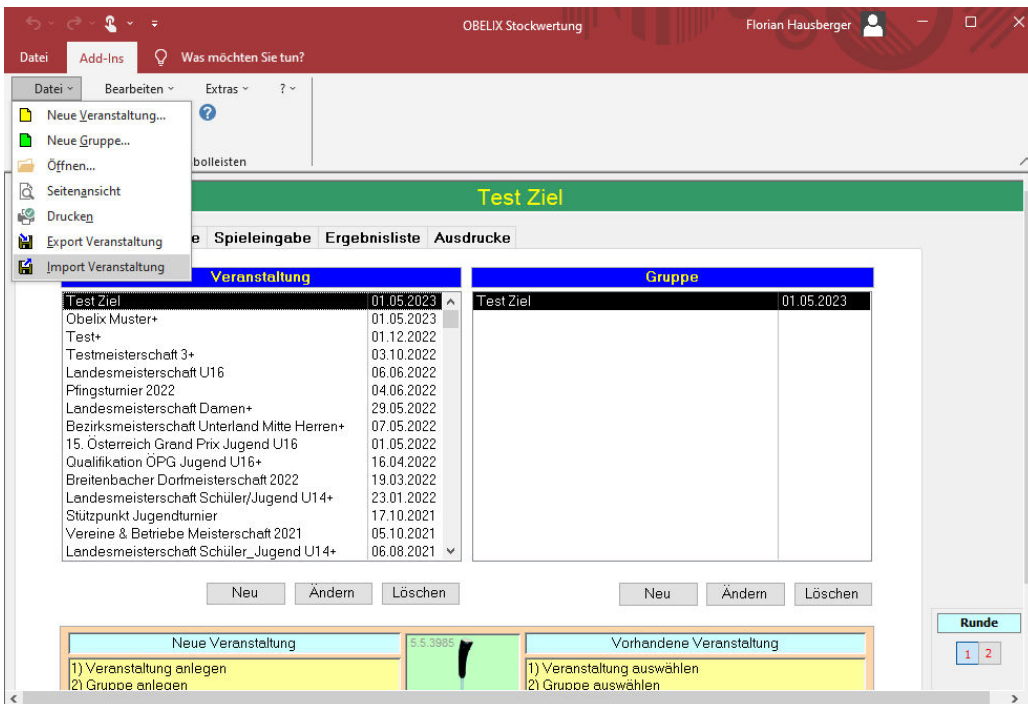 OBELIX Stockwertung
Florian Hausberger
Datei Add-Ins Was möchten Sie tun?
Datei Bearbeiten Extras ?
Neue Veranstaltung...
Neue Gruppe...
Öffnen...
Seitenansicht
Drucken
Export Veranstaltung
Import Veranstaltung
bolleisten
Test Ziel
e Spieleingabe Ergebnisliste Ausdrucke
Veranstaltung
Test Ziel 01.05.2023
Obelix Muster+ 01.05.2023
Test+ 01.12.2022
Testmeisterschaft 3+ 03.10.2022
Landesmeisterschaft U16 06.06.2022
Pfingsturnier 2022 04.06.2022
Landesmeisterschaft Damen+ 29.05.2022
Bezirksmeisterschaft Unterland Mitte Herren+ 07.05.2022
15. Österreich Grand Prix Jugend U16 01.05.2022
Qualifikation ÖPG Jugend U16+ 16.04.2022
Breitenbacher Dorfmeisterschaft 2022 19.03.2022
Landesmeisterschaft Schüler/Jugend U14+ 23.01.2022
Stützpunkt Jugendturnier 17.10.2021
Vereine & Betriebe Meisterschaft 2021 05.10.2021
Landesmeisterschaft Schüler_Jugend U14+ 06.08.2021
Neu Ändern Löschen
Gruppe
Test Ziel 01.05.2023
Neu Ändern Löschen
Neue Veranstaltung
1) Veranstaltung anlegen
2) Gruppe anlegen
5.5.3985
Vorhandene Veranstaltung
1) Veranstaltung auswählen
2) Gruppe auswählen
Runde
1 2